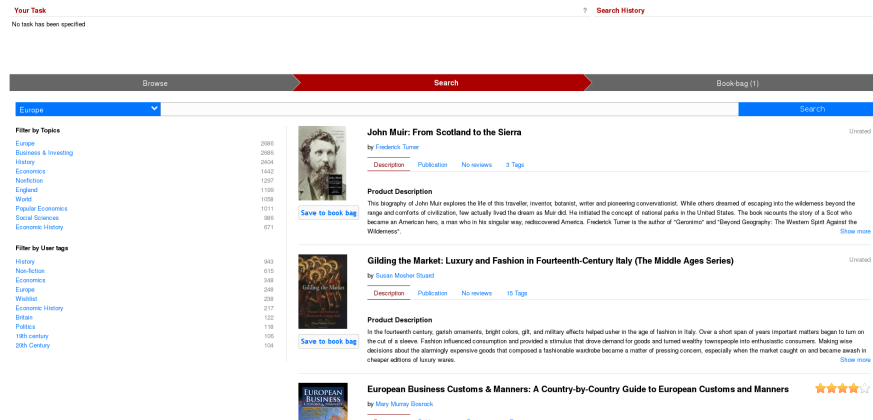 Your Task
? Search History
No task has been specified
Browse
Search
Book-bag (1)
Europe
Search
Filter by Topics
Europe 2686
Business & Investing 2686
History 2404
Economics 1442
Nonfiction 1297
England 1199
World 1058
Popular Economics 1011
Social Sciences 986
Economic History 671
Filter by User tags
History 943
Non-fiction 615
Economics 348
Europe 248
Wishlist 238
Economic History 217
Britain 122
Politics 118
19th century 105
20th Century 104
John Muir: From Scotland to the Sierra
Unrated
by Frederick Turner
Description Publication No reviews 3 Tags
Product Description
This biography of John Muir explores the life of this traveller, inventor, botanist, writer and pioneering convervationist. While others dreamed of escaping into the wilderness beyond the
range and comforts of civilization, few actually lived the dream as Muir did. He initiated the concept of national parks in the United States. The book recounts the story of a Scot who
became an American hero, a man who in his singular way, rediscovered America. Frederick Turner is the author of "Geronimo" and "Beyond Geography: The Western Spirit Against the
Wilderness".
Show more
Save to book bag
Gilding the Market: Luxury and Fashion in Fourteenth-Century Italy (The Middle Ages Series)
Unrated
by Susan Mosher Stuard
Description Publication No reviews 15 Tags
Gilding the Market
Product Description
In the fourteenth century, garish ornaments, bright colors, gilt, and military effects helped usher in the age of fashion in Italy. Over a short span of years important matters began to turn on
the cut of a sleeve. Fashion influenced consumption and provided a stimulus that drove demand for goods and turned wealthy townspeople into enthusiastic consumers. Making wise
decisions about the alarmingly expensive goods that composed a fashionable wardrobe became a matter of pressing concern, especially when the market caught on and became awash in
cheaper editions of luxury wares.
Show more
Save to book bag
European Business Customs & Manners: A Country-by-Country Guide to European Customs and Manners
by Mary Murray Bosrock
EUROPEAN
BUSINESS